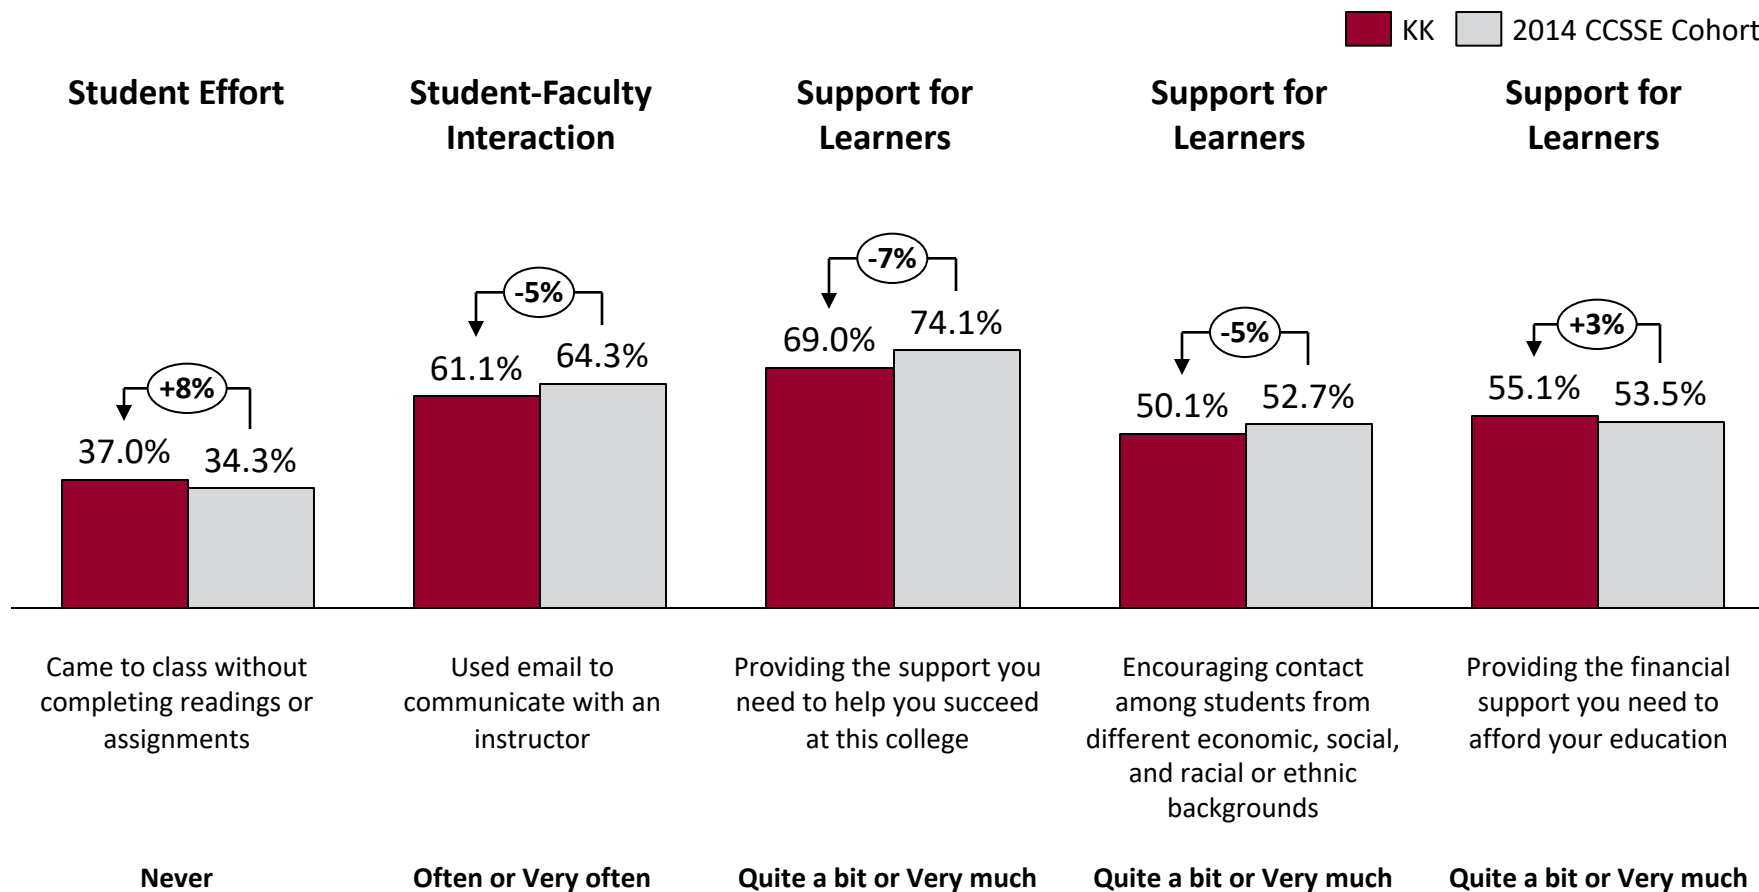 KK
2014 CCSSE Cohort
Student Effort
Student-Faculty
Interaction
Support for
Learners
Support for
Learners
Support for
Learners
+8%
37.0%
34.3%
-5%
61.1%
64.3%
-7%
69.0%
74.1%
-5%
50.1%
52.7%
+3%
55.1%
53.5%
Came to class without
completing readings or
assignments
Used email to
communicate with an
instructor
Providing the support you
need to help you succeed
at this college
Encouraging contact
among students from
different economic, social,
and racial or ethnic
backgrounds
Providing the financial
support you need to
afford your education
Never
Often or Very often
Quite a bit or Very much
Quite a bit or Very much
Quite a bit or Very much